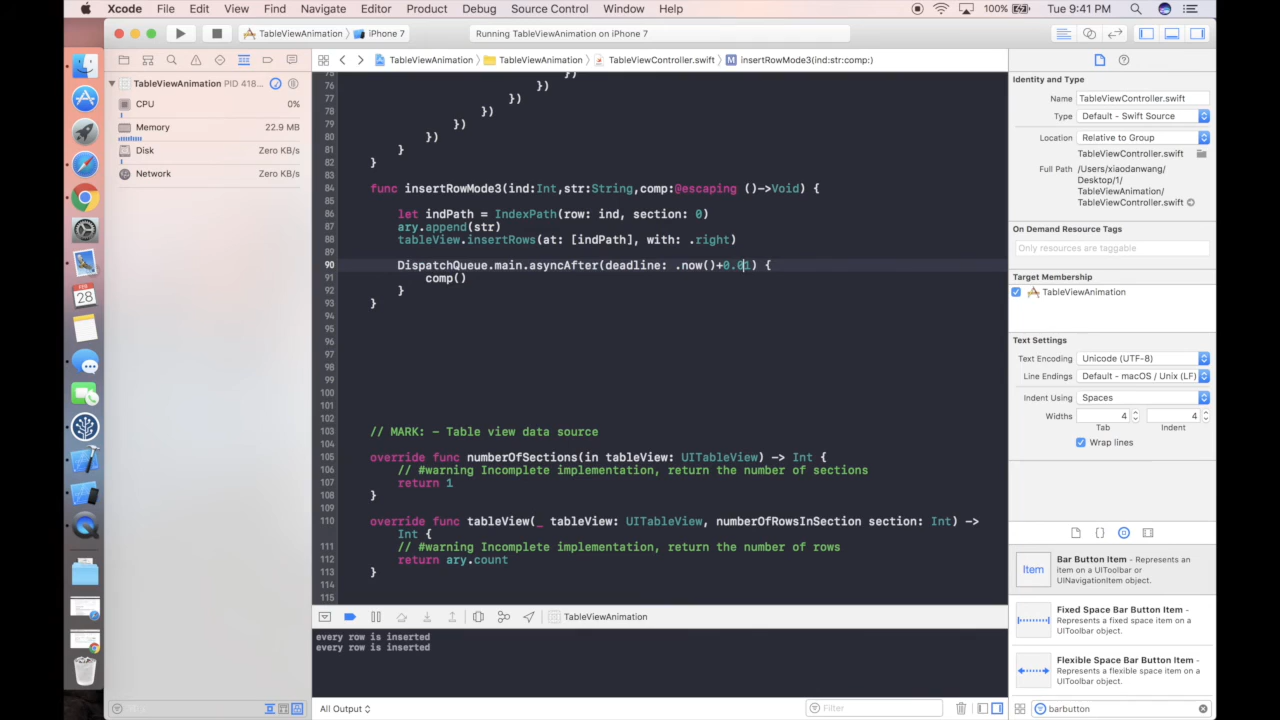 Xcode File Edit View Find Navigate Editor Product Debug Source Control Window Help 100% Tue 9:41 PM
TableViewAnimation iPhone 7 Running TableViewAnimation on iPhone 7
TableViewAnimation TableViewAnimation TableViewController.swift insertRowMode3(ind:str:comp:)
TableViewAnimation PID 418...
CPU 0%
Memory 22.9 MB
Disk Zero KB/s
Network Zero KB/s
FEB
28
75 })
76 })
77 })
78 })
79 })
80 })
81 }
82 }
83
84 func insertRowMode3(ind:Int,str:String,comp:@escaping ()->Void) {
85
86 let indPath = IndexPath(row: ind, section: 0)
87 ary.append(str)
88 tableView.insertRows(at: [indPath], with: .right)
89
90 DispatchQueue.main.asyncAfter(deadline: .now()+0.01) {
91 comp()
92 }
93 }
94
95
96
97
98
99
100
101
102
103 // MARK: - Table view data source
104
105 override func numberOfSections(in tableView: UITableView) -> Int {
106 // #warning Incomplete implementation, return the number of sections
107 return 1
108 }
109
110 override func tableView(_ tableView: UITableView, numberOfRowsInSection section: Int) ->
Int {
111 // #warning Incomplete implementation, return the number of rows
112 return ary.count
113 }
114
115
TableViewAnimation
every row is inserted
every row is inserted
All Output
Filter
Identity and Type
Name TableViewController.swift
Type Default - Swift Source
Location Relative to Group
TableViewController.swift
Full Path /Users/xiaodanwang/
Desktop/1/
TableViewAnimation/
TableViewController.swift
On Demand Resource Tags
Only resources are taggable
Target Membership
TableViewAnimation
Text Settings
Text Encoding Unicode (UTF-8)
Line Endings Default - macOS / Unix (LF)
Indent Using Spaces
Widths 4 4
Tab Indent
Wrap lines
Item
Bar Button Item - Represents an
item on a UIToolbar or
UINavigationItem object.
Fixed Space Bar Button Item -
Represents a fixed space item on a
UIToolbar object.
Flexible Space Bar Button Item -
Represents a flexible space item on
a UIToolbar object.
barbutton